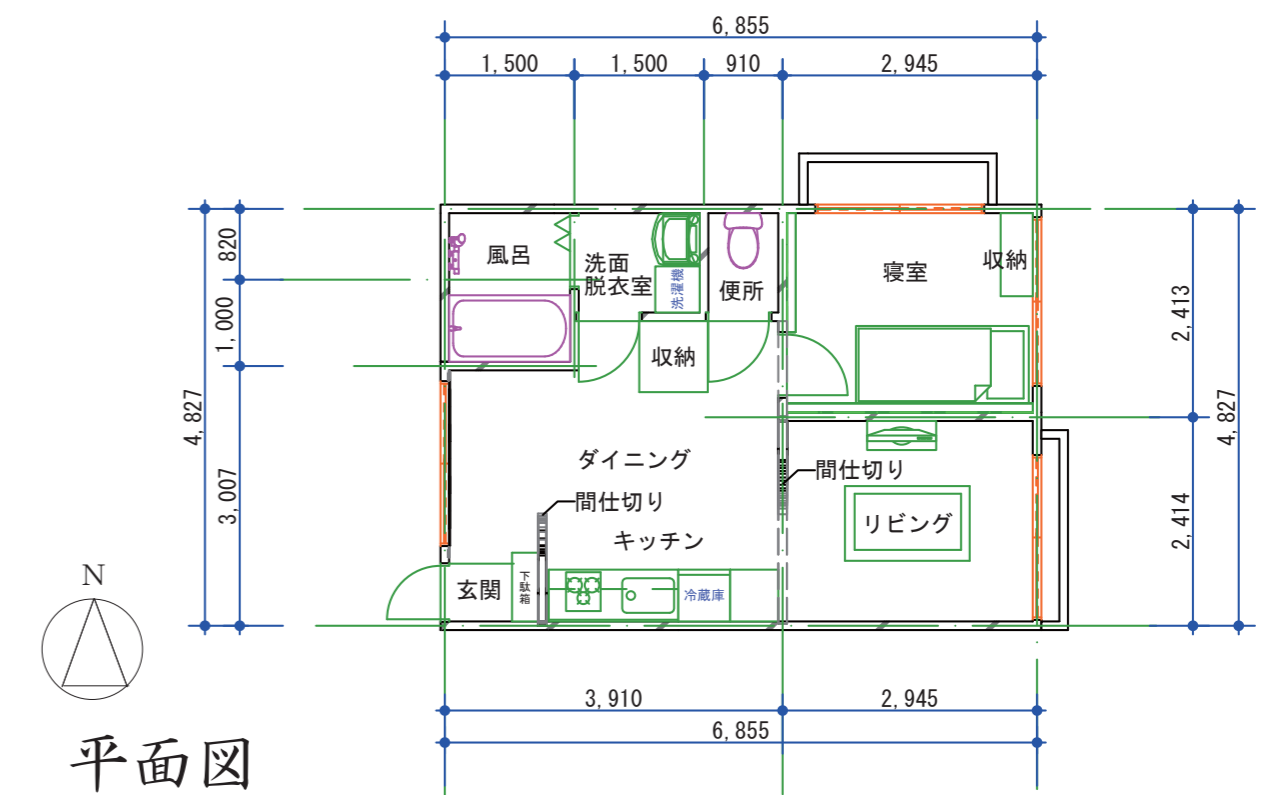 6,855
1,500
1,500
910
2,945
820
1,000
3,007
4,827
風呂
洗面
脱衣室
洗濯機
便所
寝室
収納
収納
ダイニング
間仕切り
間仕切り
キッチン
リビング
玄関
下駄箱
冷蔵庫
2,413
2,414
4,827
N
3,910
2,945
6,855
平面図